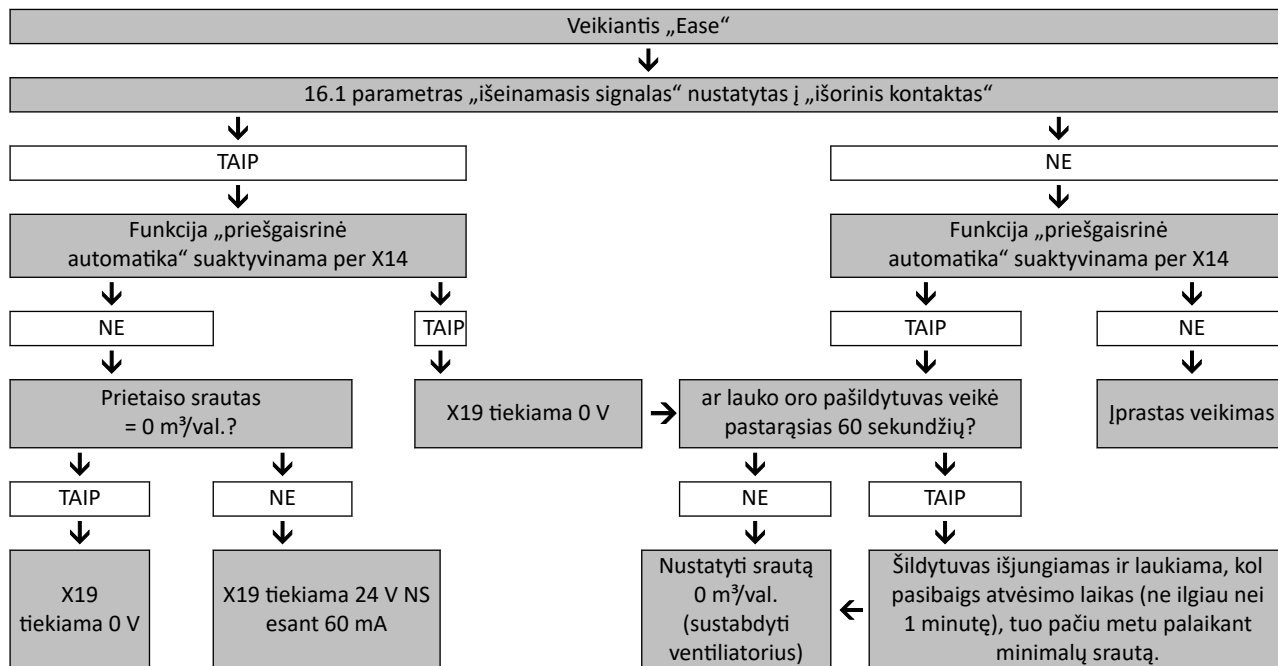 Veikiantis „Ease“
16.1 parametras „išeinamasis signalas“ nustatytas į „išorinis kontaktas“
TAIP
NE
Funkcija „priešgaisrinė
automatika“ suaktyvinama per X14
Funkcija „priešgaisrinė
automatika“ suaktyvinama per X14
NE
TAIP
TAIP
NE
Prietaiso srautas
= 0 m³/val.?
X19 tiekiama 0 V
ar lauko oro pašildytuvas veikė
pastarąsias 60 sekundžių?
Įprastas veikimas
TAIP
NE
NE
TAIP
X19
tiekiama 0 V
X19 tiekiama 24 V NS
esant 60 mA
Nustatyti srautą
0 m³/val.
(sustabdyti
ventiliatorius)
Šildytuvas išjungiamas ir laukiama, kol
pasibaigs atvėsimo laikas (ne ilgiau nei
1 minutę), tuo pačiu metu palaikant
minimalų srautą.